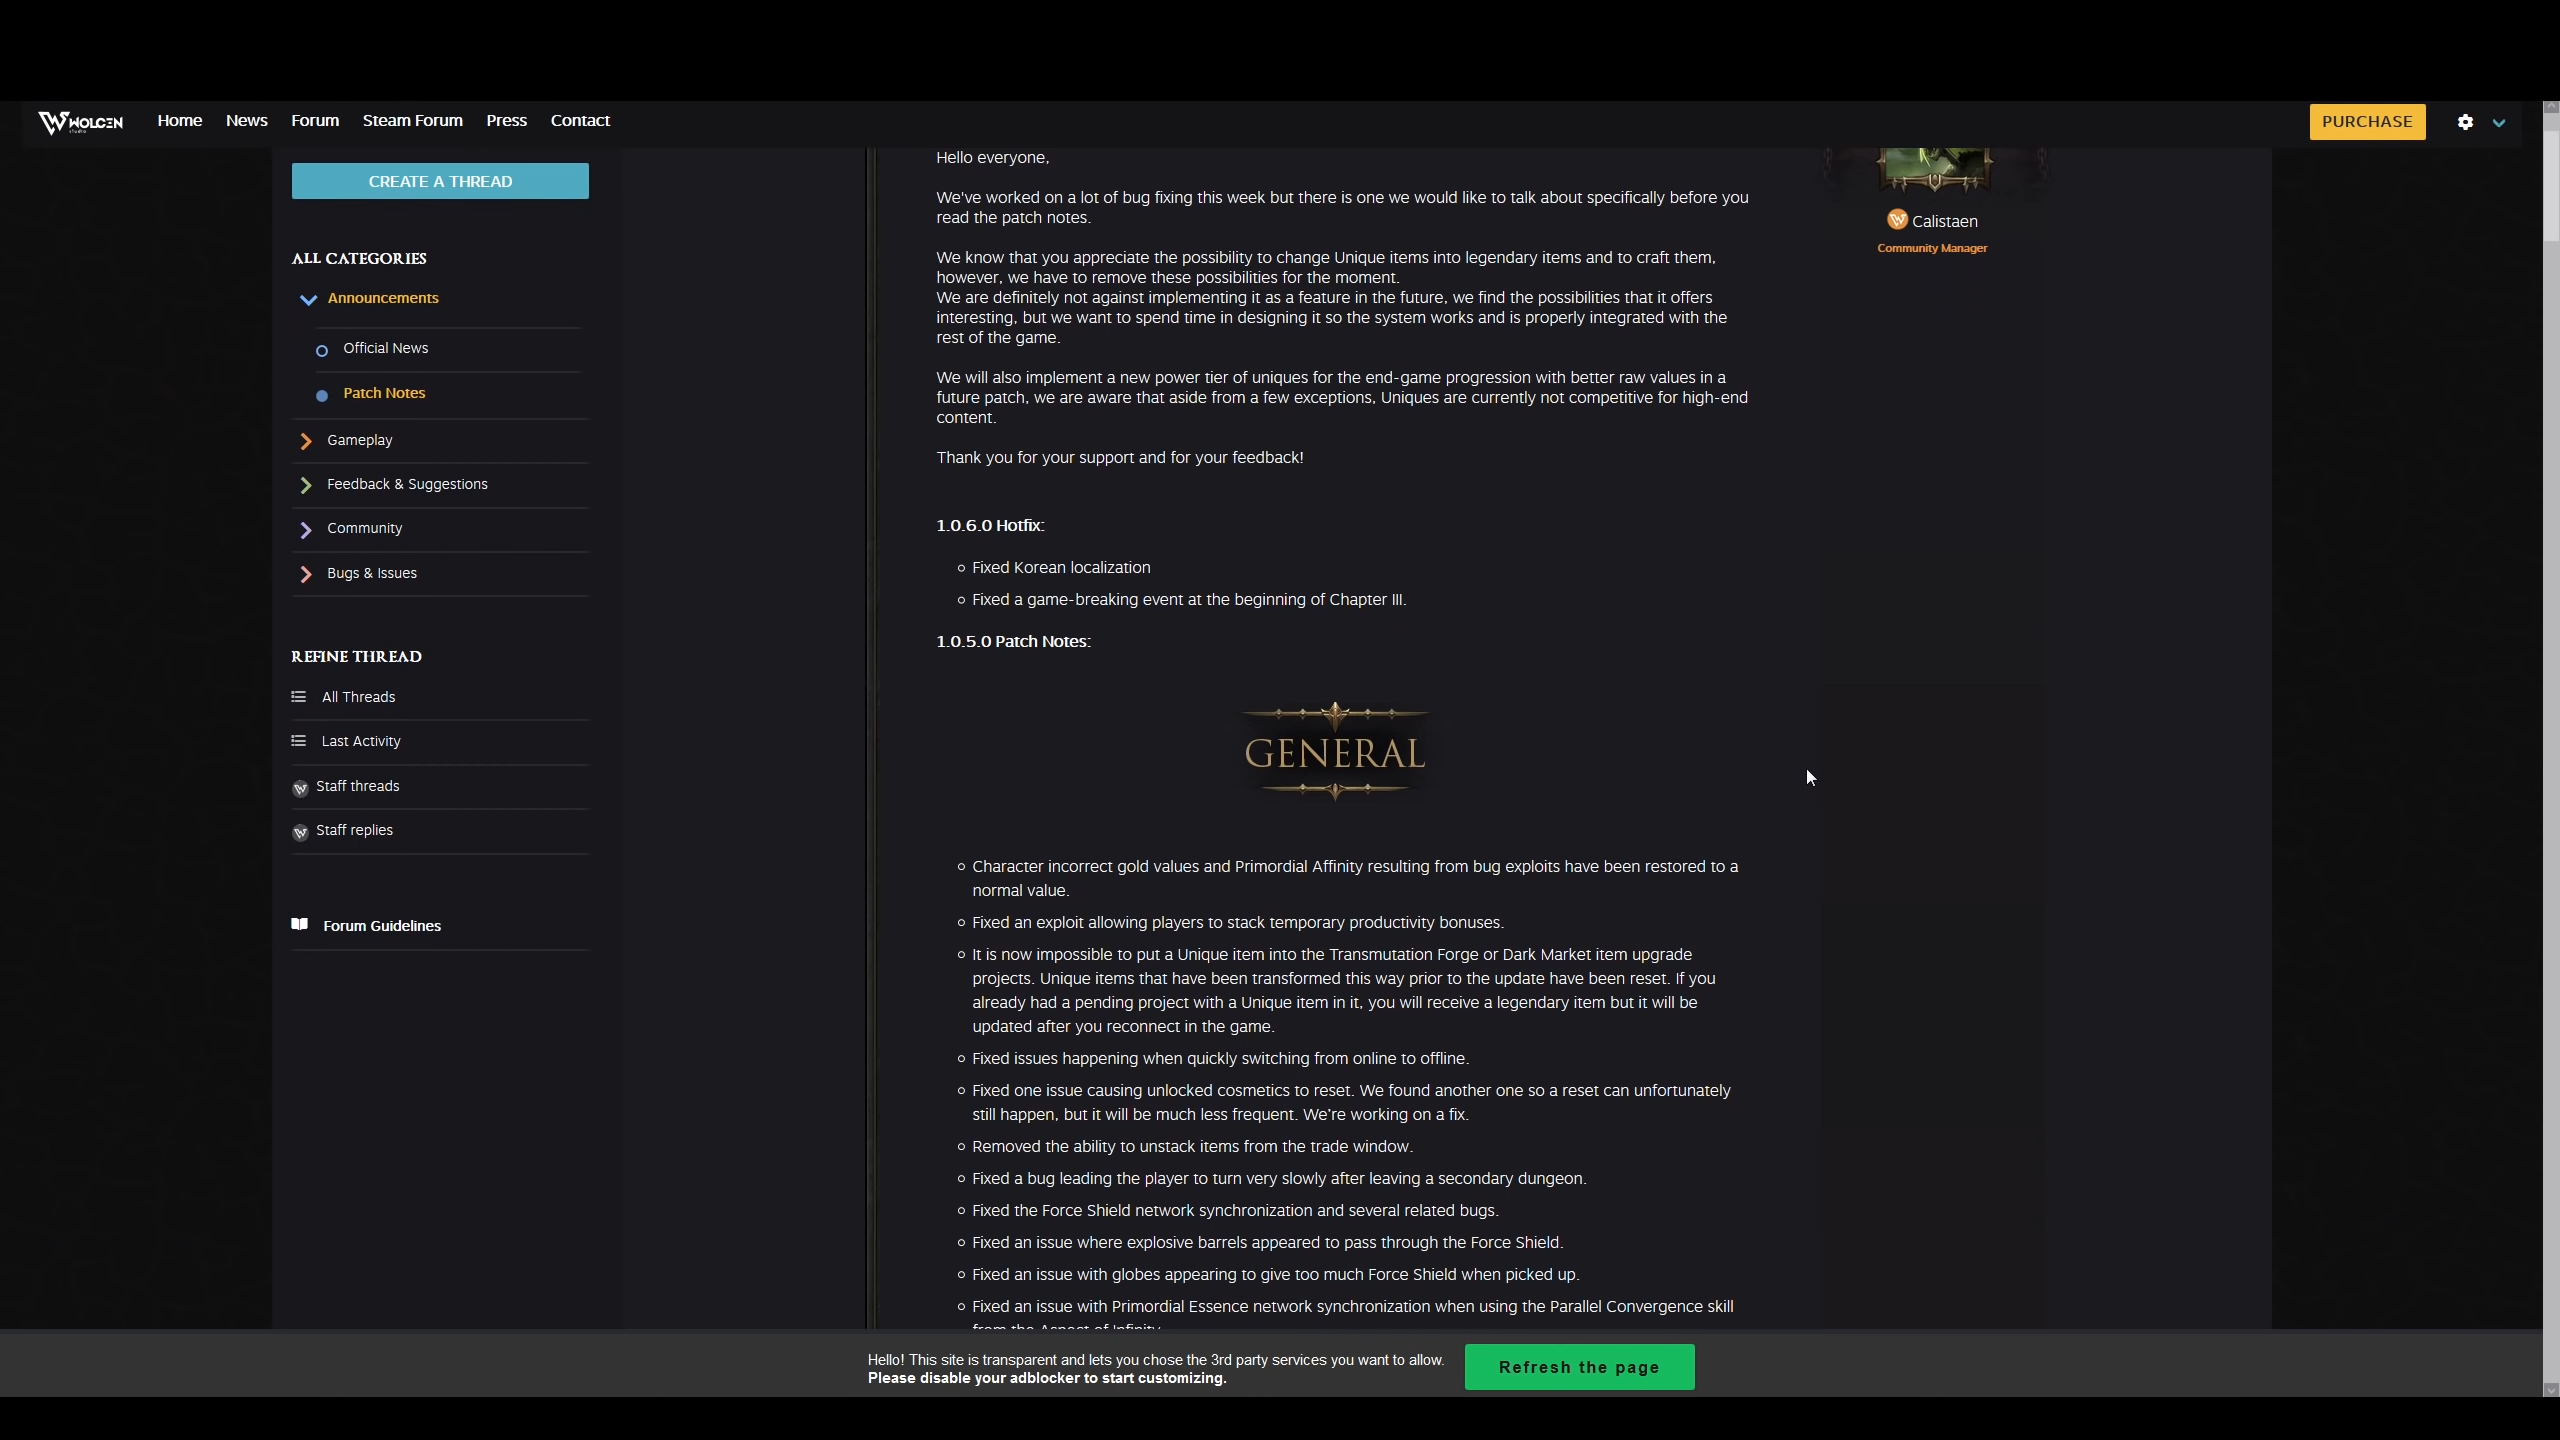 WOLCEN
studio
Home News Forum Steam Forum Press Contact
PURCHASE
CREATE A THREAD
ALL CATEGORIES
Announcements
Official News
Patch Notes
Gameplay
Feedback & Suggestions
Community
Bugs & Issues
REFINE THREAD
All Threads
Last Activity
Staff threads
Staff replies
Forum Guidelines
Hello everyone,
We've worked on a lot of bug fixing this week but there is one we would like to talk about specifically before you
read the patch notes.
We know that you appreciate the possibility to change Unique items into legendary items and to craft them,
however, we have to remove these possibilities for the moment.
We are definitely not against implementing it as a feature in the future, we find the possibilities that it offers
interesting, but we want to spend time in designing it so the system works and is properly integrated with the
rest of the game.
We will also implement a new power tier of uniques for the end-game progression with better raw values in a
future patch, we are aware that aside from a few exceptions, Uniques are currently not competitive for high-end
content.
Thank you for your support and for your feedback!
1.0.6.0 Hotfix:
Fixed Korean localization
Fixed a game-breaking event at the beginning of Chapter III.
1.0.5.0 Patch Notes:
GENERAL
Character incorrect gold values and Primordial Affinity resulting from bug exploits have been restored to a
normal value.
Fixed an exploit allowing players to stack temporary productivity bonuses.
It is now impossible to put a Unique item into the Transmutation Forge or Dark Market item upgrade
projects. Unique items that have been transformed this way prior to the update have been reset. If you
already had a pending project with a Unique item in it, you will receive a legendary item but it will be
updated after you reconnect in the game.
Fixed issues happening when quickly switching from online to offline.
Fixed one issue causing unlocked cosmetics to reset. We found another one so a reset can unfortunately
still happen, but it will be much less frequent. We're working on a fix.
Removed the ability to unstack items from the trade window.
Fixed a bug leading the player to turn very slowly after leaving a secondary dungeon.
Fixed the Force Shield network synchronization and several related bugs.
Fixed an issue where explosive barrels appeared to pass through the Force Shield.
Fixed an issue with globes appearing to give too much Force Shield when picked up.
Fixed an issue with Primordial Essence network synchronization when using the Parallel Convergence skill
from the Aspect of Infinity
Calistaen
Community Manager
Hello! This site is transparent and lets you chose the 3rd party services you want to allow.
Please disable your adblocker to start customizing.
Refresh the page